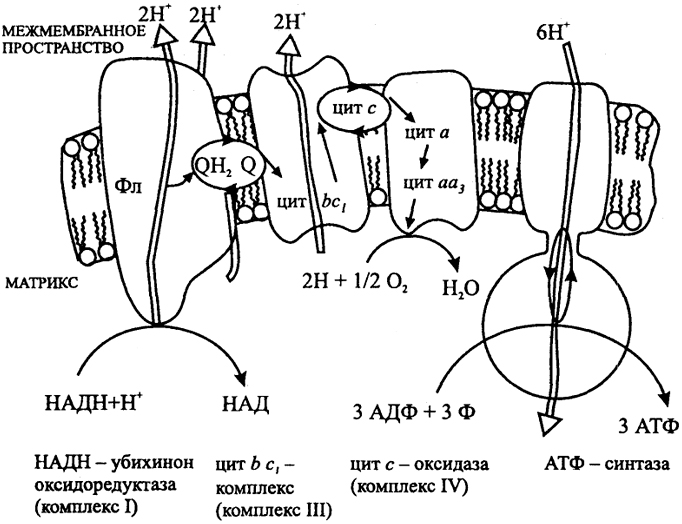 МЕЖМЕМБРАННОЕ
ПРОСТРАНСТВО
2H⁺ 2H⁺ 2H⁺ 6H⁺
цит c
цит a
QH₂ Q
Фл
цит bc₁
цит aa₃
МАТРИКС
2H + 1/2 O₂
H₂O
НАДН+H⁺
НАД
3 АДФ + 3 Ф
3 АТФ
НАДН – убихинон
оксидоредуктаза
(комплекс I)
цит b c₁ –
комплекс
(комплекс III)
цит c – оксидаза
(комплекс IV)
АТФ – синтаза